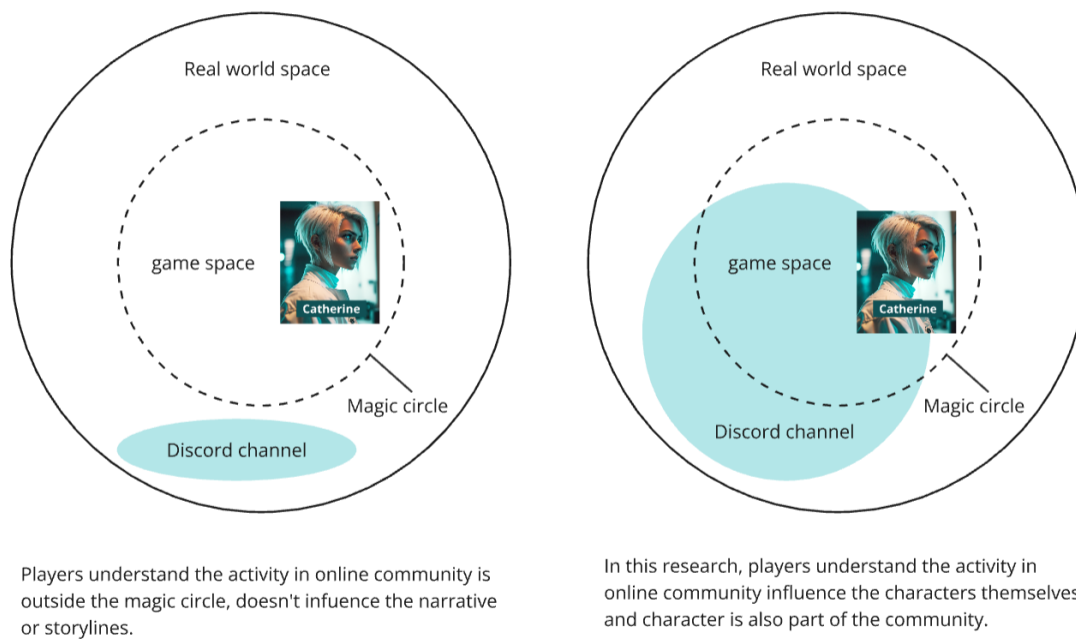 Real world space
game space
Catherine
Magic circle
Discord channel
Players understand the activity in online community is
outside the magic circle, doesn't infuence the narrative
or storylines.
Real world space
game space
Catherine
Magic circle
Discord channel
In this research, players understand the activity in
online community influence the characters themselves
and character is also part of the community.